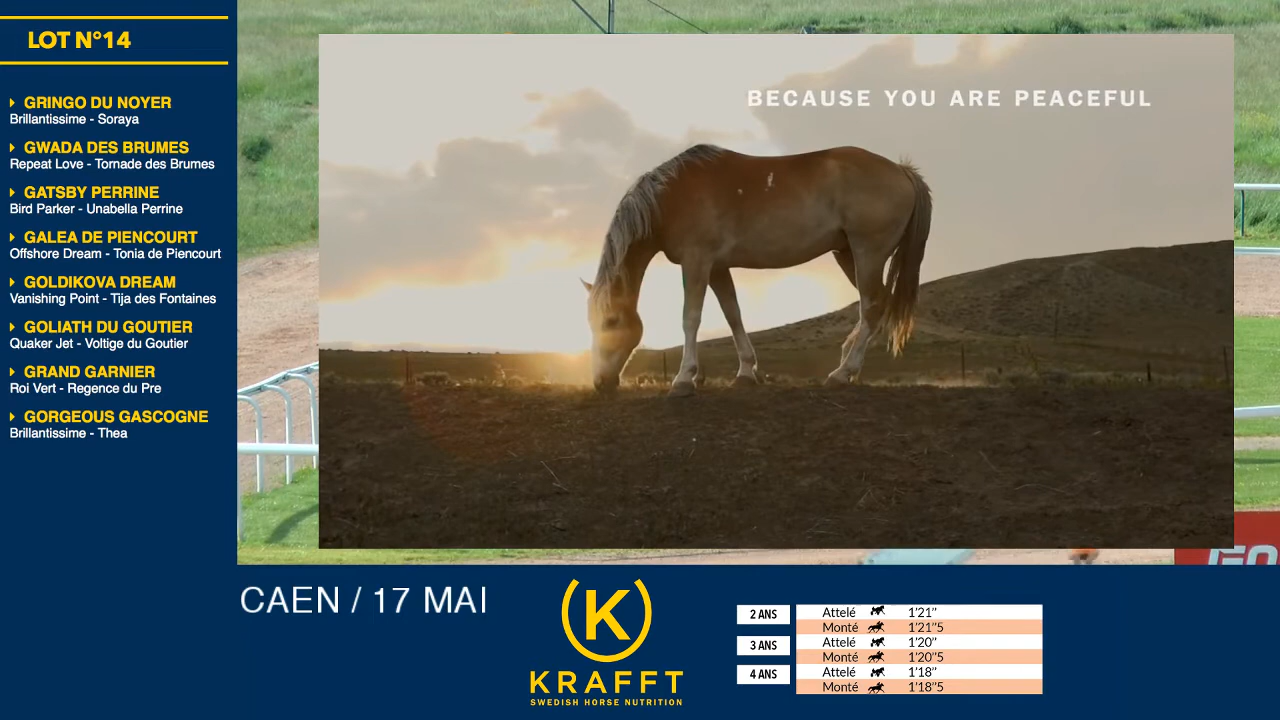 LOT N°14
GRINGO DU NOYER
Brillantissime - Soraya
GWADA DES BRUMES
Repeat Love - Tornade des Brumes
GATSBY PERRINE
Bird Parker - Unabella Perrine
GALEA DE PIENCOURT
Offshore Dream - Tonia de Piencourt
GOLDIKOVA DREAM
Vanishing Point - Tija des Fontaines
GOLIATH DU GOUTIER
Quaker Jet - Voltige du Goutier
GRAND GARNIER
Roi Vert - Regence du Pre
GORGEOUS GASCOGNE
Brillantissime - Thea
BECAUSE YOU ARE PEACEFUL
CAEN / 17 MAI
K
KRAFFT
SWEDISH HORSE NUTRITION
2 ANS
Attelé 1'21''
Monté 1'21''5
3 ANS
Attelé 1'20''
Monté 1'20''5
4 ANS
Attelé 1'18''
Monté 1'18''5